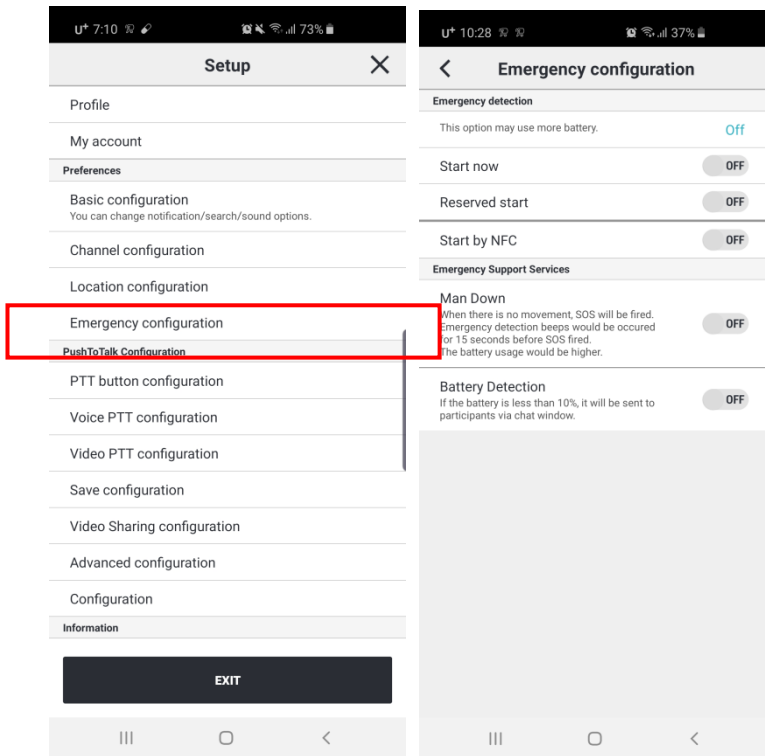 U⁺ 7:10 73%
Setup
Profile
My account
Preferences
Basic configuration
You can change notification/search/sound options.
Channel configuration
Location configuration
Emergency configuration
PushToTalk Configuration
PTT button configuration
Voice PTT configuration
Video PTT configuration
Save configuration
Video Sharing configuration
Advanced configuration
Configuration
Information
EXIT
U⁺ 10:28 37%
Emergency configuration
Emergency detection
This option may use more battery. Off
Start now OFF
Reserved start OFF
Start by NFC OFF
Emergency Support Services
Man Down
When there is no movement, SOS will be fired.
Emergency detection beeps would be occured OFF
for 15 seconds before SOS fired.
The battery usage would be higher.
Battery Detection
If the battery is less than 10%, it will be sent to OFF
participants via chat window.